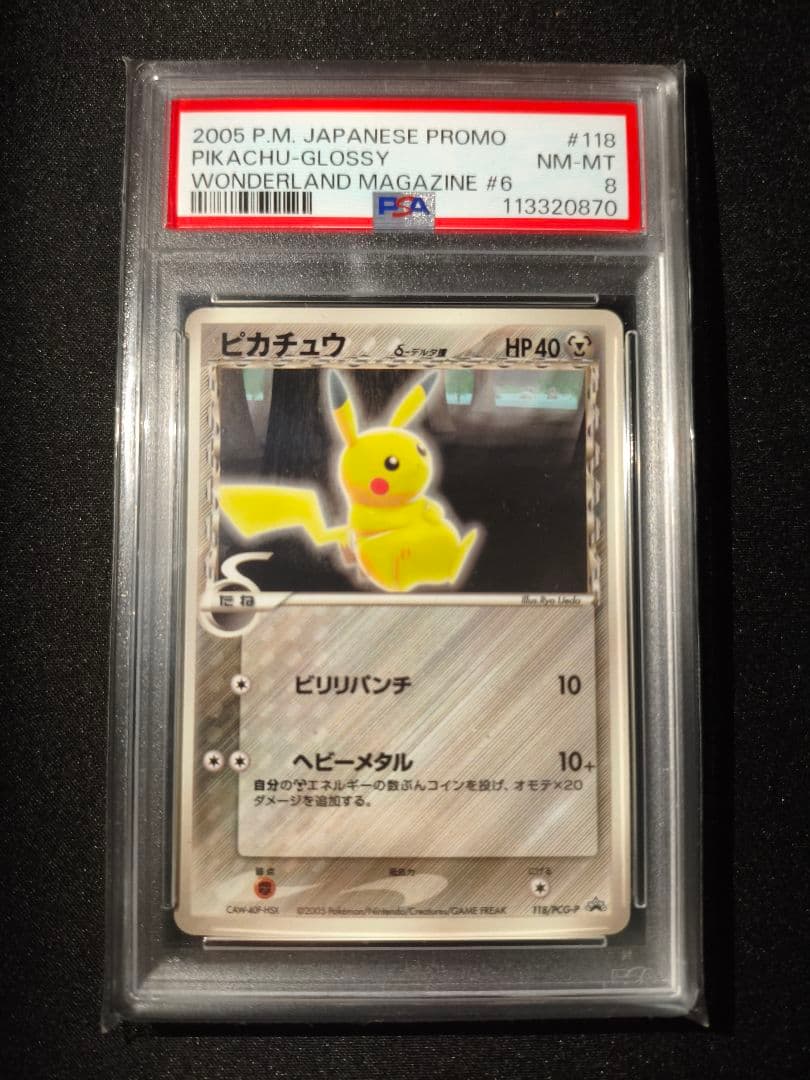 2005 P.M. JAPANESE PROMO #118
PIKACHU-GLOSSY NM-MT
WONDERLAND MAGAZINE #6 8
PSA 113320870
ピカチュウ δ-デルタ種 HP40
δ
たね Illus. Ryo Ueda
ビリリパンチ 10
ヘビーメタル 10+
自分のエネルギーの数ぶんコインを投げ、オモテ×20
ダメージを追加する。
弱点 抵抗力 にげる
CAW-40F-HSX ©2005 Pokémon/Nintendo/Creatures/GAME FREAK 118/PCG-P